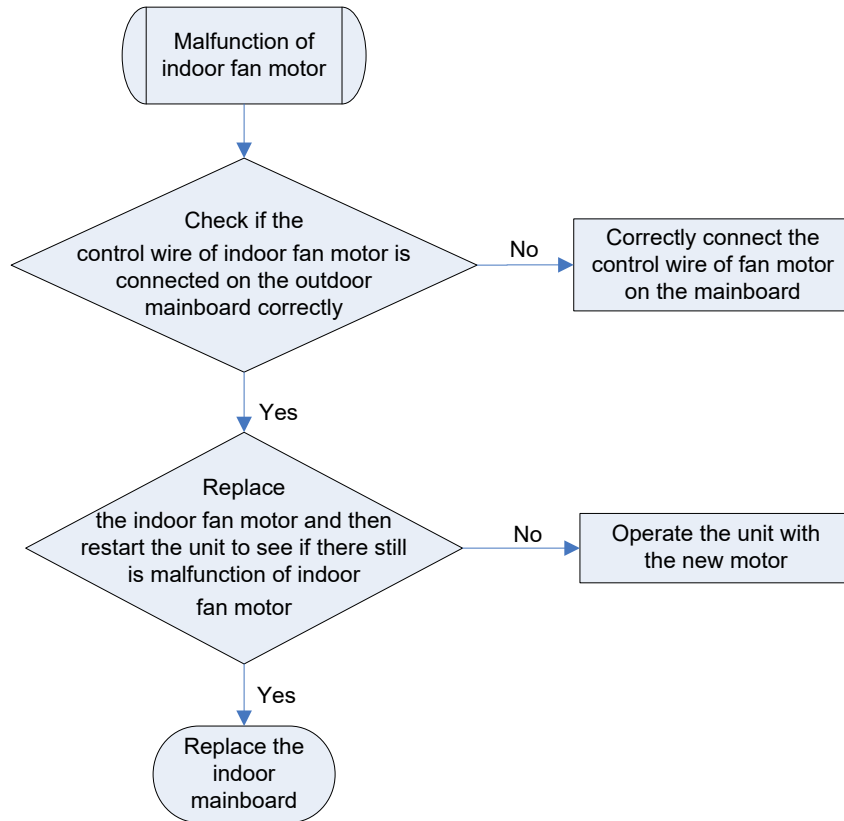 Malfunction of
indoor fan motor
Check if the
control wire of indoor fan motor is
connected on the outdoor
mainboard correctly
No
Correctly connect the
control wire of fan motor
on the mainboard
Yes
Replace
the indoor fan motor and then
restart the unit to see if there still
is malfunction of indoor
fan motor
No
Operate the unit with
the new motor
Yes
Replace the
indoor
mainboard